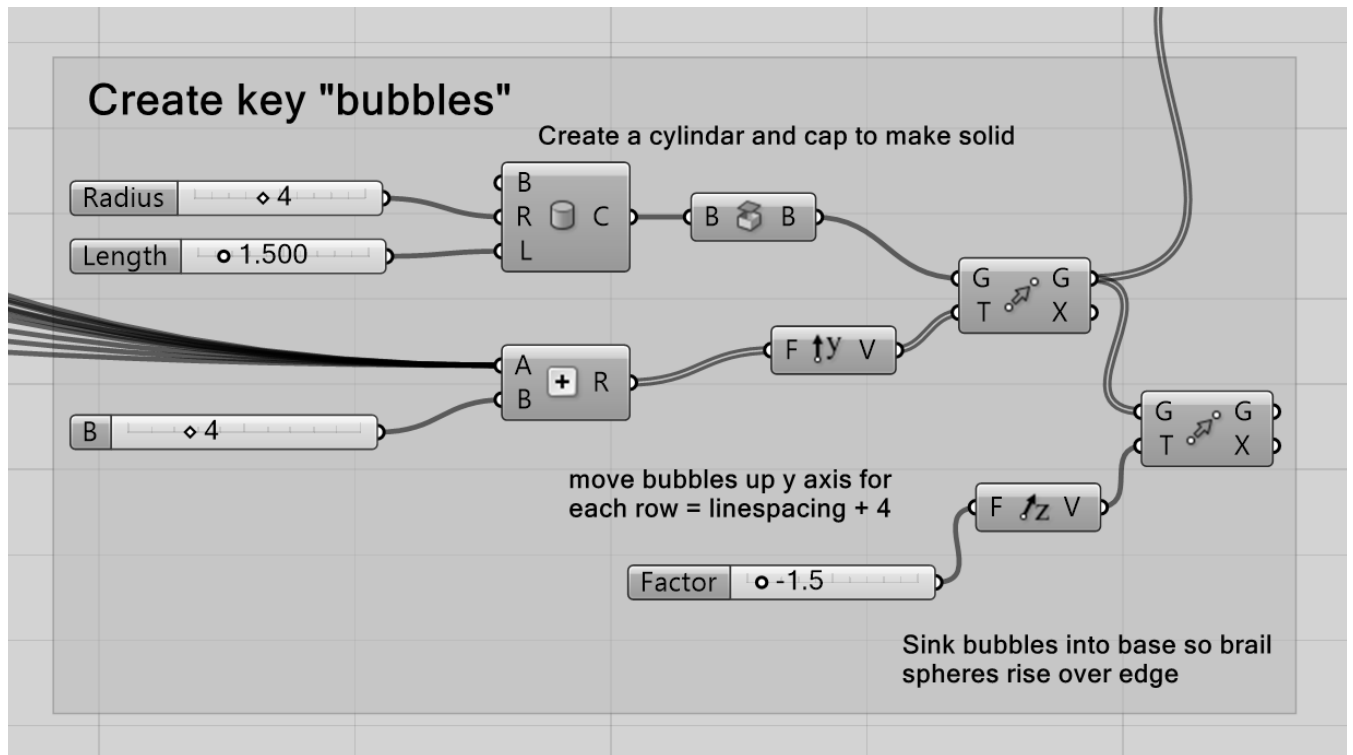 Create key "bubbles"
Create a cylindar and cap to make solid
Radius 4
Length 1.500
B
R
L
C
B B
G G
T X
F y V
A
B
R
B 4
G G
T X
move bubbles up y axis for
each row = linespacing + 4
F z V
Factor -1.5
Sink bubbles into base so brail
spheres rise over edge